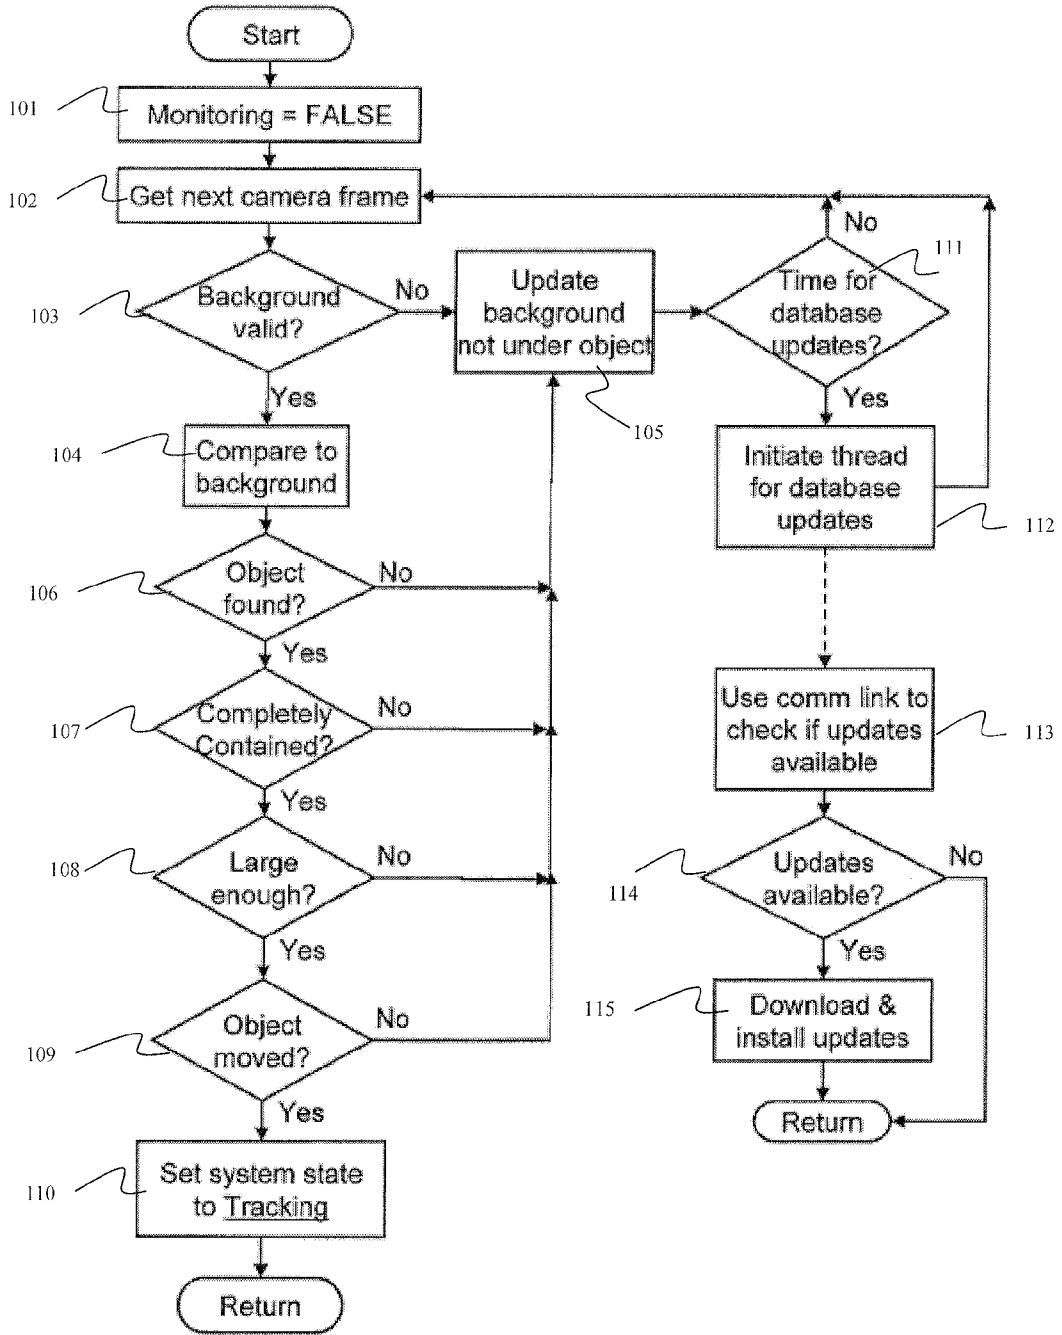 Start
101
Monitoring = FALSE
102
Get next camera frame
No
111
103
Background
valid?
No
Update
background
not under object
Time for
database
updates?
Yes
Yes
105
104
Compare to
background
Initiate thread
for database
updates
112
106
Object
found?
No
Yes
107
Completely
Contained?
No
Use comm link to
check if updates
available
113
Yes
108
Large
enough?
No
114
Updates
available?
No
Yes
Yes
109
Object
moved?
No
115
Download &
install updates
Yes
Return
110
Set system state
to Tracking
Return